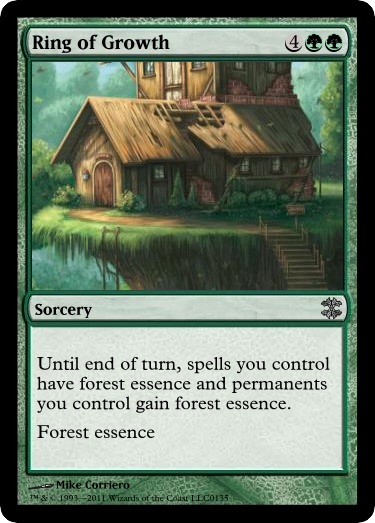 Ring of Growth 4
Sorcery
Until end of turn, spells you control
have forest essence and permanents
you control gain forest essence.
Forest essence
Mike Corriero
™ & © 1993–2011 Wizards of the Coast LLC 0135